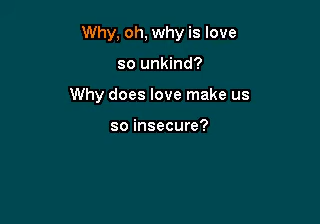 Why, oh, why is love
so unkind?
Why does love make us
so insecure?